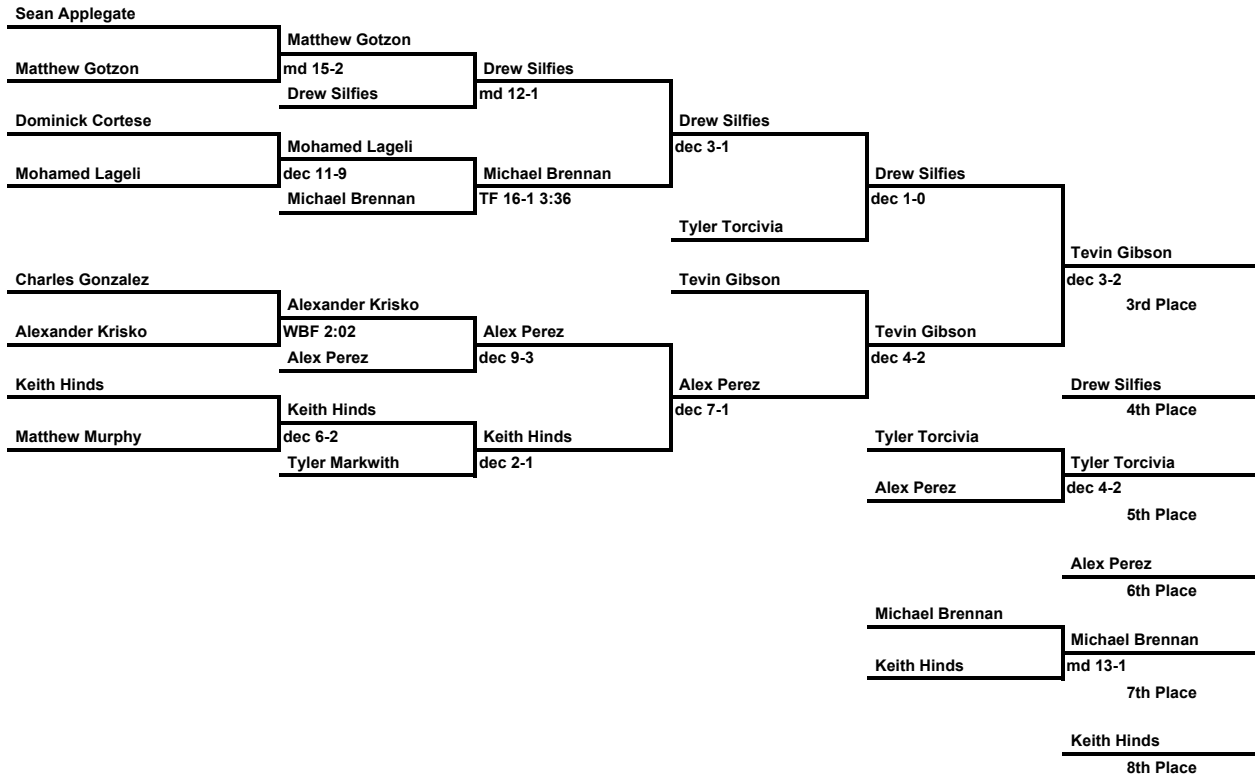 Sean Applegate
Matthew Gotzon
Matthew Gotzon
md 15-2
Drew Silfies
Drew Silfies
md 12-1
Dominick Cortese
Drew Silfies
dec 3-1
Mohamed Lageli
Mohamed Lageli
dec 11-9
Michael Brennan
Michael Brennan
TF 16-1 3:36
Drew Silfies
dec 1-0
Tyler Torcivia
Tevin Gibson
dec 3-2
3rd Place
Charles Gonzalez
Tevin Gibson
Alexander Krisko
Alexander Krisko
WBF 2:02
Alex Perez
Alex Perez
dec 9-3
Tevin Gibson
dec 4-2
Keith Hinds
Alex Perez
dec 7-1
Drew Silfies
4th Place
Keith Hinds
dec 6-2
Matthew Murphy
Tyler Markwith
Keith Hinds
dec 2-1
Tyler Torcivia
Alex Perez
Tyler Torcivia
dec 4-2
5th Place
Alex Perez
6th Place
Michael Brennan
Keith Hinds
Michael Brennan
md 13-1
7th Place
Keith Hinds
8th Place